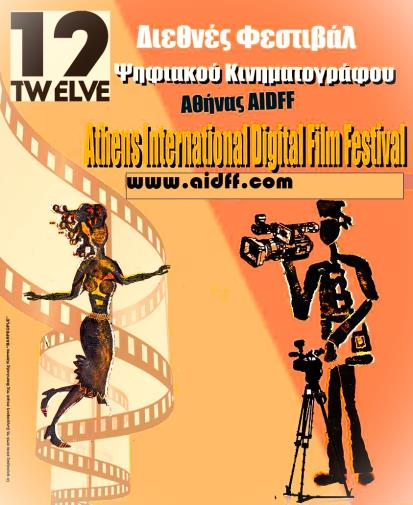 12
TWELVE
Διεθνές Φεστιβάλ
Ψηφιακού Κινηματογράφου
Αθήνας AIDFF
Athens International Digital Film Festival
www.aidff.com